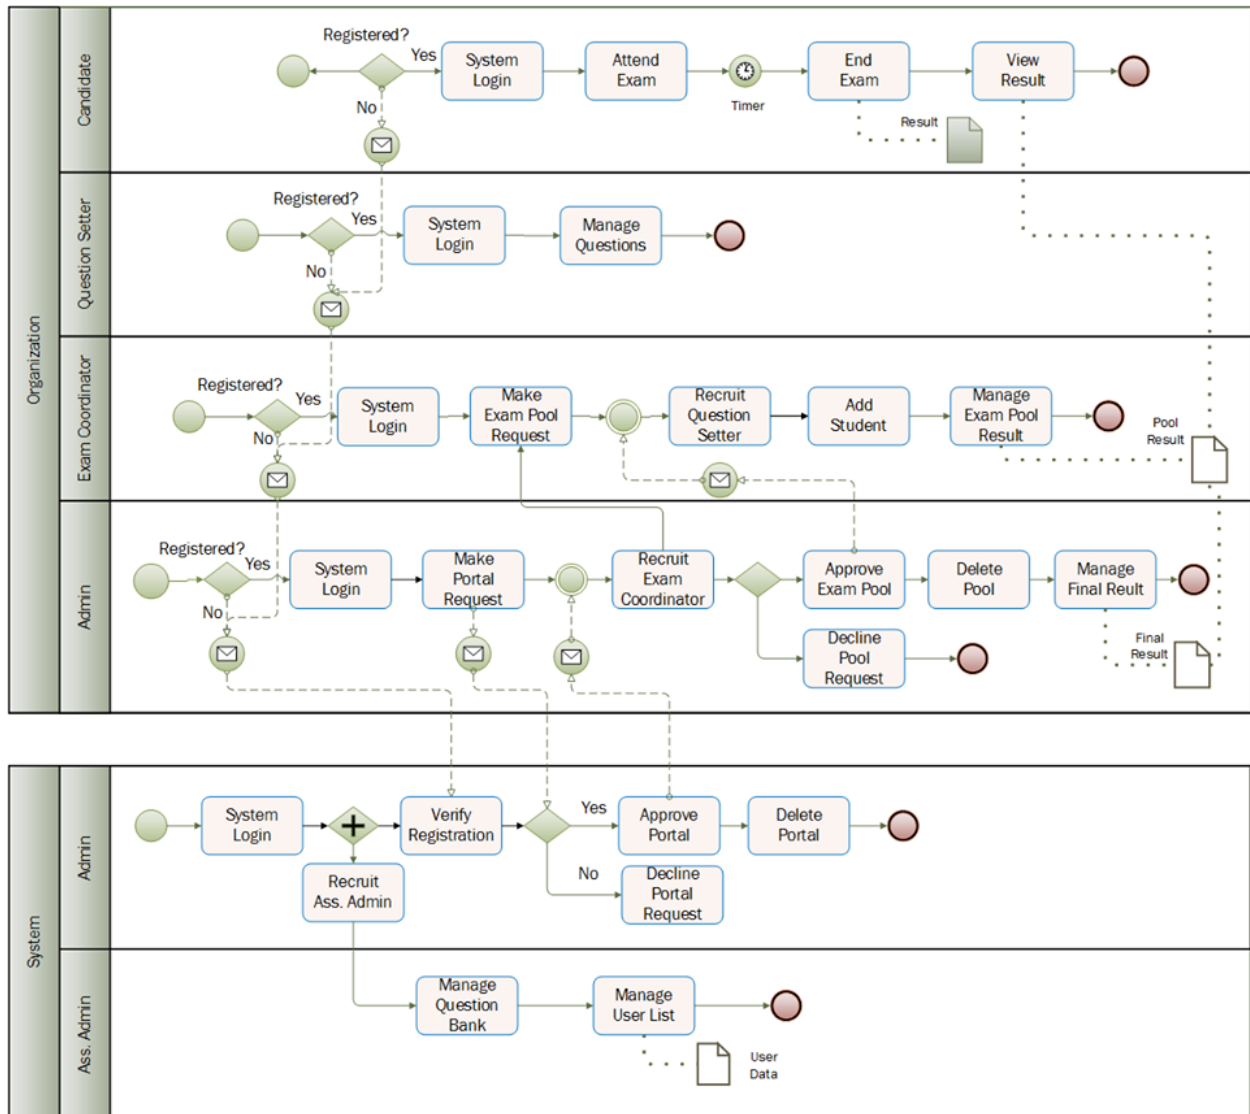 Organization
Candidate
Registered?
Yes
No
System
Login
Attend
Exam
Timer
End
Exam
View
Result
Result
Question Setter
Registered?
Yes
No
System
Login
Manage
Questions
Exam Coordinator
Registered?
Yes
No
System
Login
Make
Exam Pool
Request
Recruit
Question
Setter
Add
Student
Manage
Exam Pool
Result
Pool
Result
Admin
Registered?
Yes
No
System
Login
Make
Portal
Request
Recruit
Exam
Coordinator
Approve
Exam Pool
Delete
Pool
Manage
Final Reult
Decline
Pool
Request
Final
Result
System
Admin
System
Login
Verify
Registration
Yes
No
Approve
Portal
Delete
Portal
Recruit
Ass. Admin
Decline
Portal
Request
Ass. Admin
Manage
Question
Bank
Manage
User List
User
Data